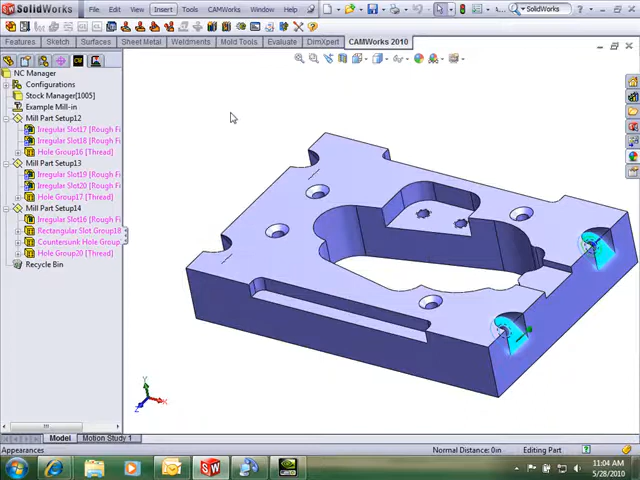 SolidWorks
File Edit View Insert Tools CAMWorks Window Help
SolidWorks Search
Features Sketch Surfaces Sheet Metal Weldments Mold Tools Evaluate DimXpert CAMWorks 2010
NC Manager
Configurations
Stock Manager[1005]
Example Mill-in
Mill Part Setup12
Irregular Slot17 [Rough Fi
Irregular Slot18 [Rough Fi
Hole Group16 [Thread]
Mill Part Setup13
Irregular Slot19 [Rough Fi
Irregular Slot20 [Rough Fi
Hole Group17 [Thread]
Mill Part Setup14
Irregular Slot16 [Rough Fi
Rectangular Slot Group18
Countersunk Hole Group
Hole Group20 [Thread]
Recycle Bin
Y
X
Z
Model Motion Study 1
Appearances Normal Distance: 0in Editing Part
11:04 AM
5/28/2010